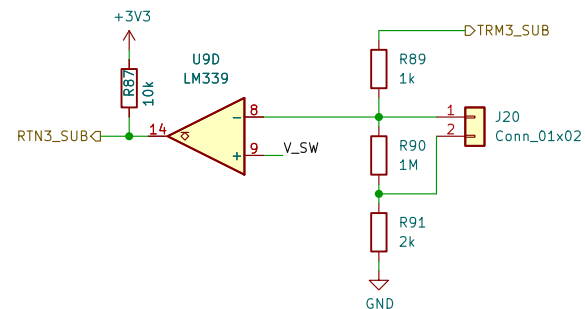 +3V3
TRM3_SUB
U9D
LM339
R89
1k
R87
10k
8
1
J20
RTN3_SUB
14
2
Conn_01x02
−
+
9
V_SW
R90
1M
R91
2k
GND